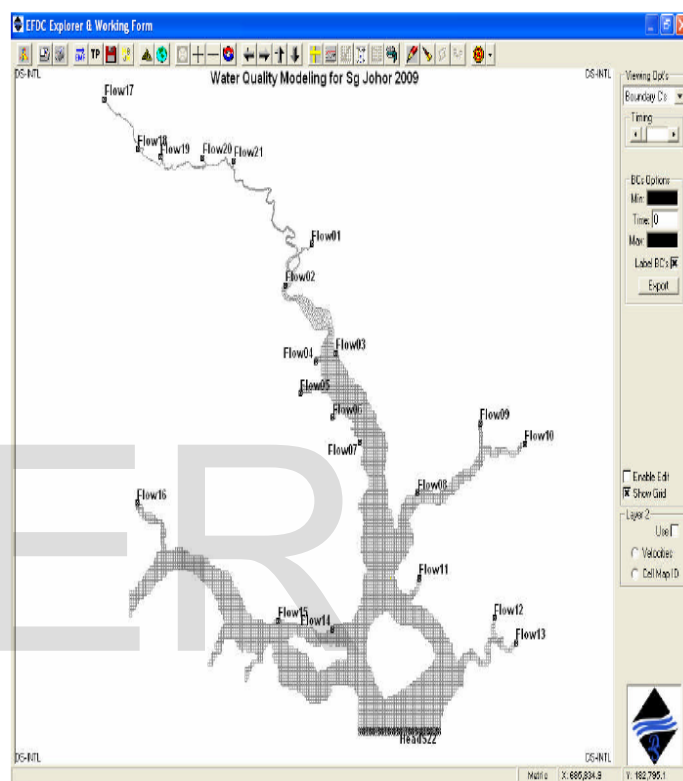 EFDC Explorer & Working Form
TP
DS-INTL
Water Quality Modeling for Sg Johor 2009
DS-INTL
Flow17
Flow18
Flow19
Flow20
Flow21
Flow01
Flow02
Flow03
Flow04
Flow05
Flow06
Flow07
Flow09
Flow10
Flow08
Flow16
Flow11
Flow15
Flow14
Flow12
Flow13
HeadS22
DS-INTL
DS-INTL
Viewing Opt's
Boundary C's
Timing
BCs Options
Min:
Time: 0
Max:
Label BC's
Export
Enable Edit
Show Grid
Layer 2
Use
Velocities
Cell Map ID
Metric
X: 685,834.9
Y: 182,795.1
ER